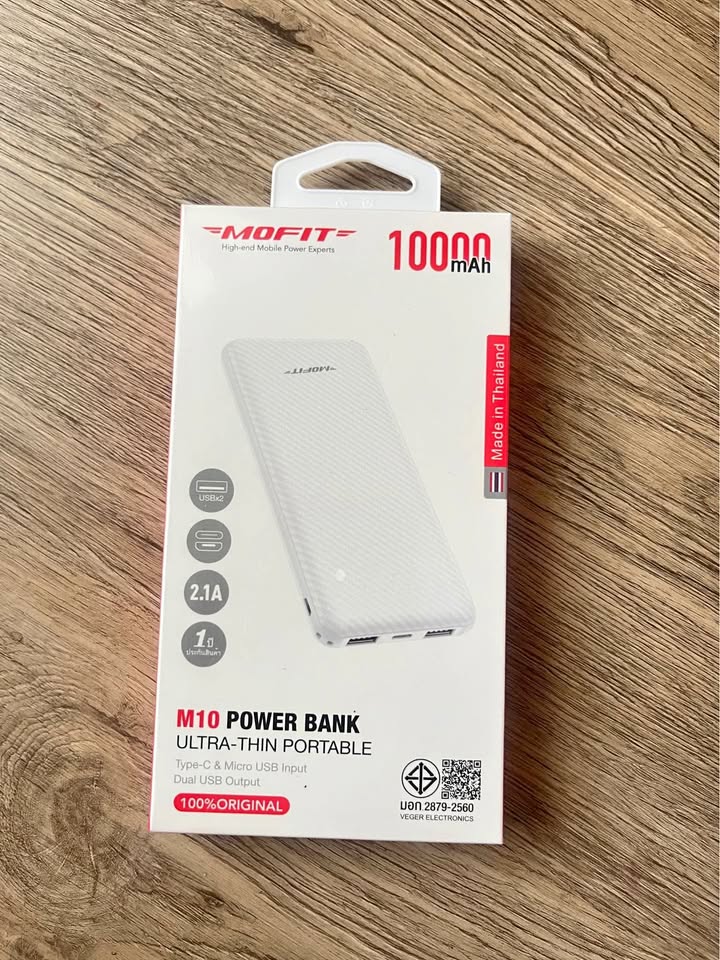 MOFIT
High-end Mobile Power Experts
10000
mAh
Made in Thailand
MOFIT
USBx2
2.1A
1 ปี
ประกันสินค้า
M10 POWER BANK
ULTRA-THIN PORTABLE
Type-C & Micro USB Input
Dual USB Output
100%ORIGINAL
มอก.2879-2560
VEGER ELECTRONICS